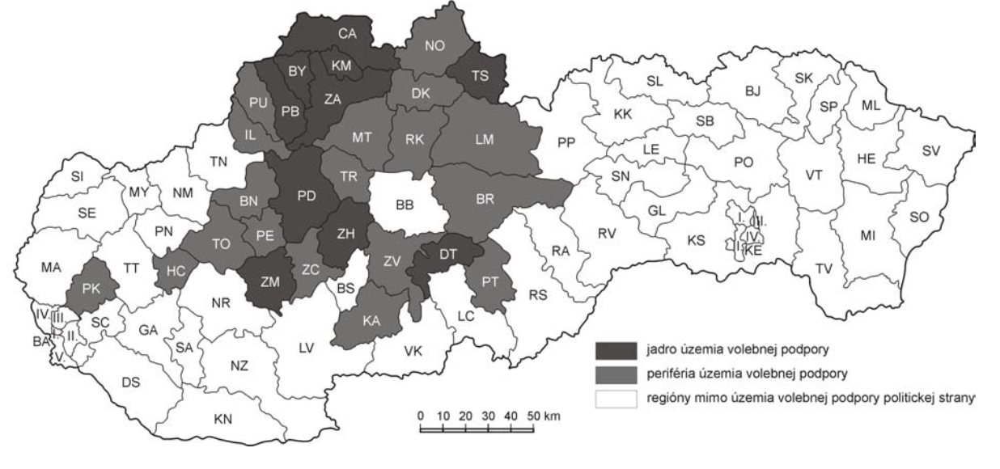 CA
NO
BY
KM
TS
SL
BJ
SK
PU
PB
ZA
DK
SP
ML
KK
SB
IL
MT
RK
LM
PP
LE
HE
SV
TN
PO
SI
TR
SN
VT
MY
NM
PD
BB
BR
BN
SE
GL
SO
PN
I.
III.
TO
PE
ZH
RV
KS
IV.
MI
II.
KE
MA
TT
HC
ZC
ZV
DT
RA
TV
ZM
PT
PK
BS
RS
NR
IV.
III.
SC
KA
LC
GA
I.
II.
BA
SA
LV
VK
V.
NZ
DS
KN
jadro územia volebnej podpory
periféria územia volebnej podpory
regióny mimo územia volebnej podpory politickej strany
0 10 20 30 40 50 km